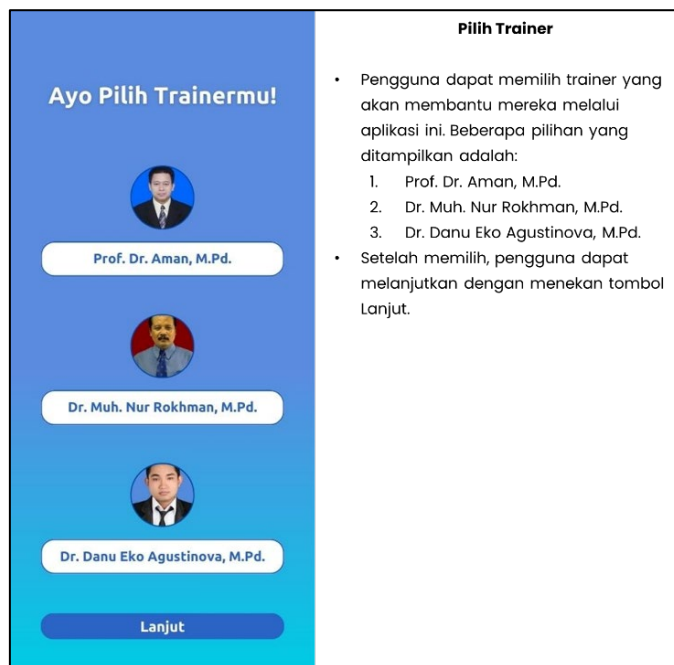 Ayo Pilih Trainermu!
Prof. Dr. Aman, M.Pd.
Dr. Muh. Nur Rokhman, M.Pd.
Dr. Danu Eko Agustinova, M.Pd.
Lanjut
Pilih Trainer
• Pengguna dapat memilih trainer yang
akan membantu mereka melalui
aplikasi ini. Beberapa pilihan yang
ditampilkan adalah:
1. Prof. Dr. Aman, M.Pd.
2. Dr. Muh. Nur Rokhman, M.Pd.
3. Dr. Danu Eko Agustinova, M.Pd.
• Setelah memilih, pengguna dapat
melanjutkan dengan menekan tombol
Lanjut.